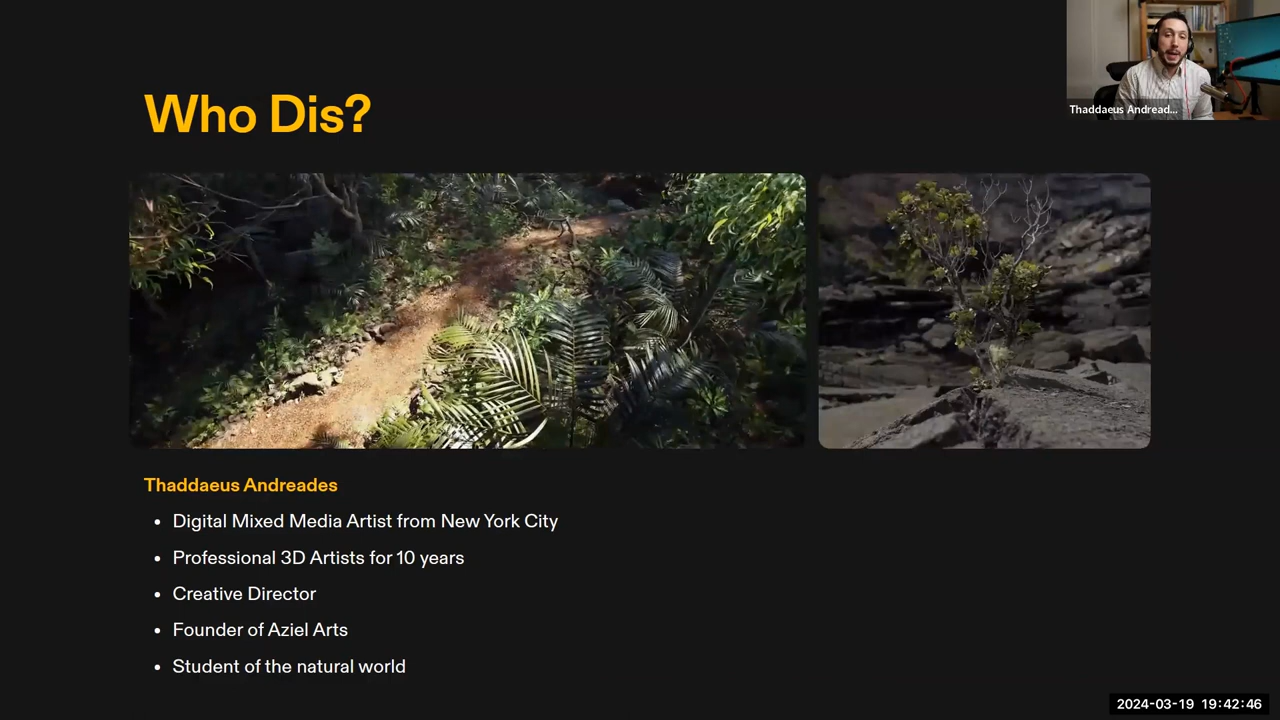 Who Dis?
Thaddaeus Andread...
Thaddaeus Andreades
• Digital Mixed Media Artist from New York City
• Professional 3D Artists for 10 years
• Creative Director
• Founder of Aziel Arts
• Student of the natural world
2024-03-19 19:42:46